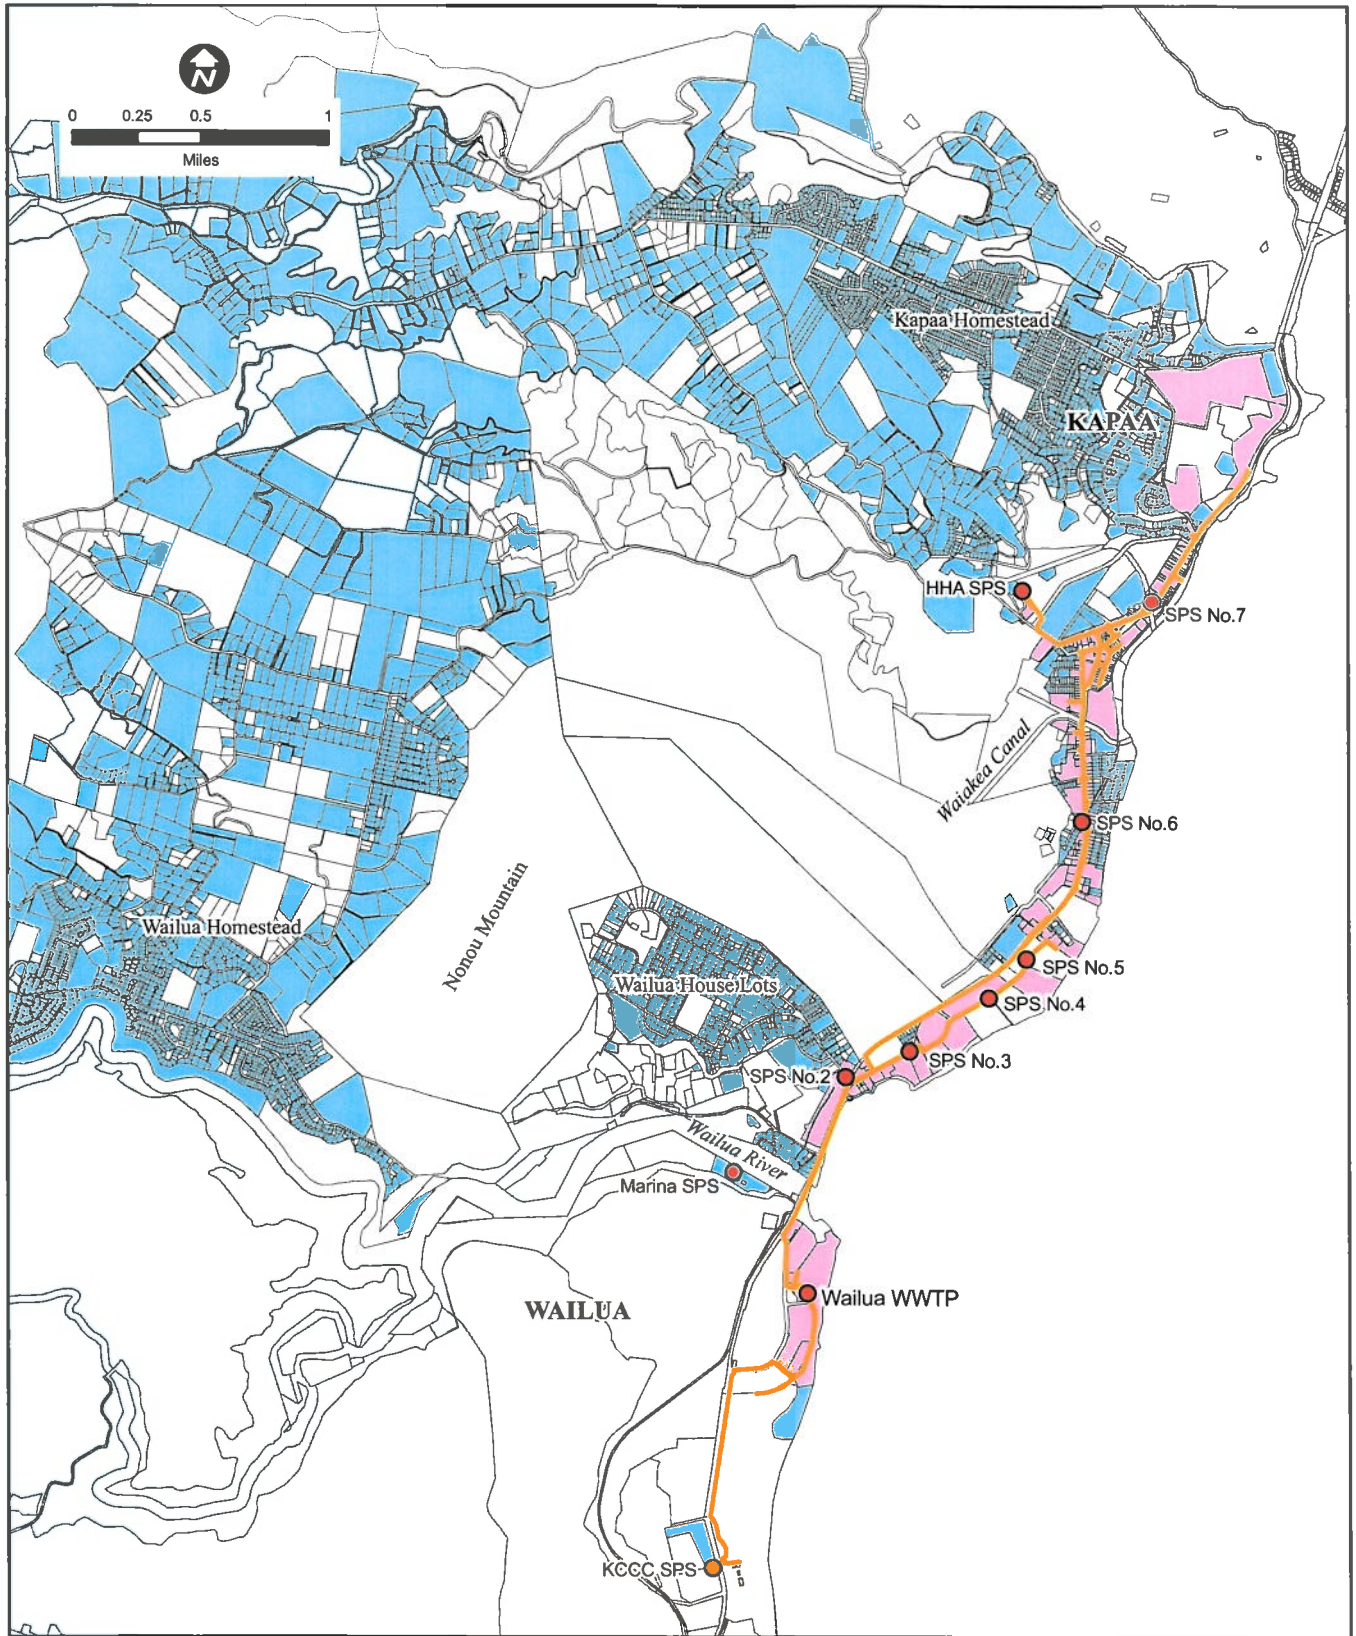 N
0 0.25 0.5 1
Miles
Kapaa Homestead
KAPAA
HHA SPS
SPS No.7
Waiakea Canal
SPS No.6
Nonou Mountain
Wailua Homestead
Wailua House Lots
SPS No.5
SPS No.4
SPS No.3
SPS No.2
Wailua River
Marina SPS
Wailua WWTP
WAILUA
KCCC SPS